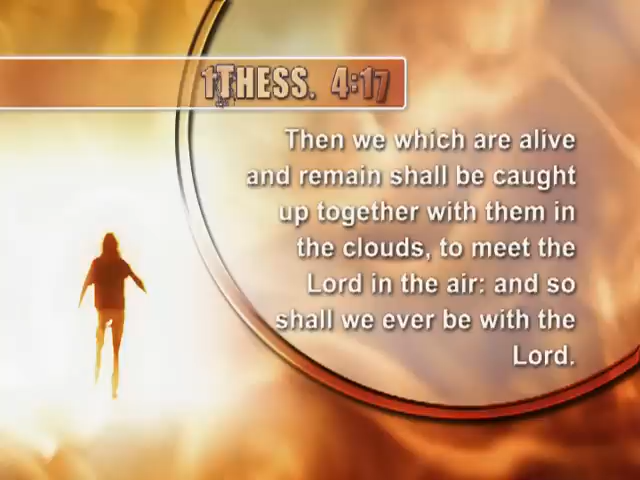 1THESS. 4:17
Then we which are alive
and remain shall be caught
up together with them in
the clouds, to meet the
Lord in the air: and so
shall we ever be with the
Lord.